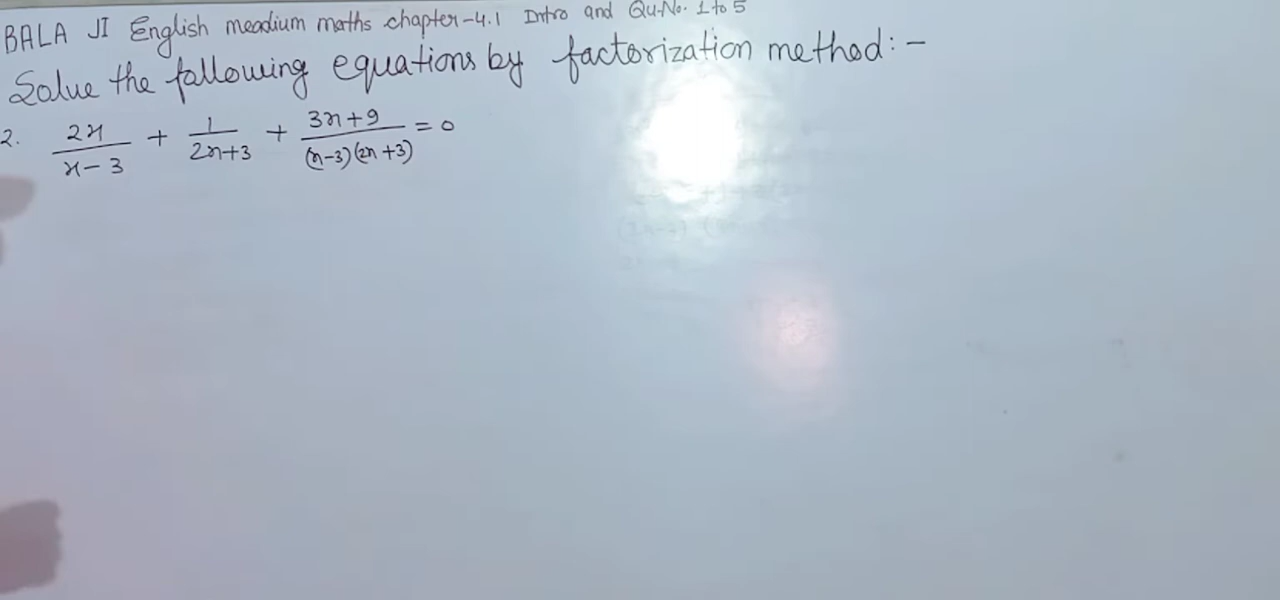 BALA JI English meadium maths chapter-4.1 Intro and Qu.No. 1 to 5
Solve the following equations by factorization method:-
2. 2x/(x-3) + 1/(2x+3) + (3x+9)/((x-3)(2x+3)) = 0